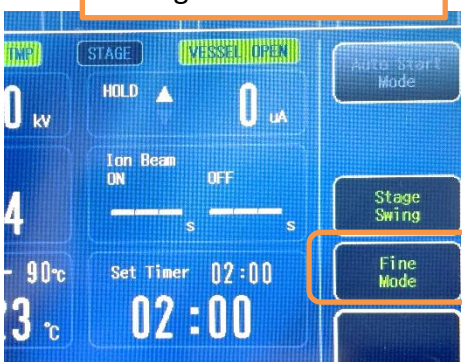 STAGE VESSEL OPEN
Auto Start
Mode
HOLD
0 kV
0 uA
Ion Beam
ON OFF
--- s --- s
4
Stage
Swing
- 90℃
Set Timer 02:00
Fine
Mode
3 ℃
02:00